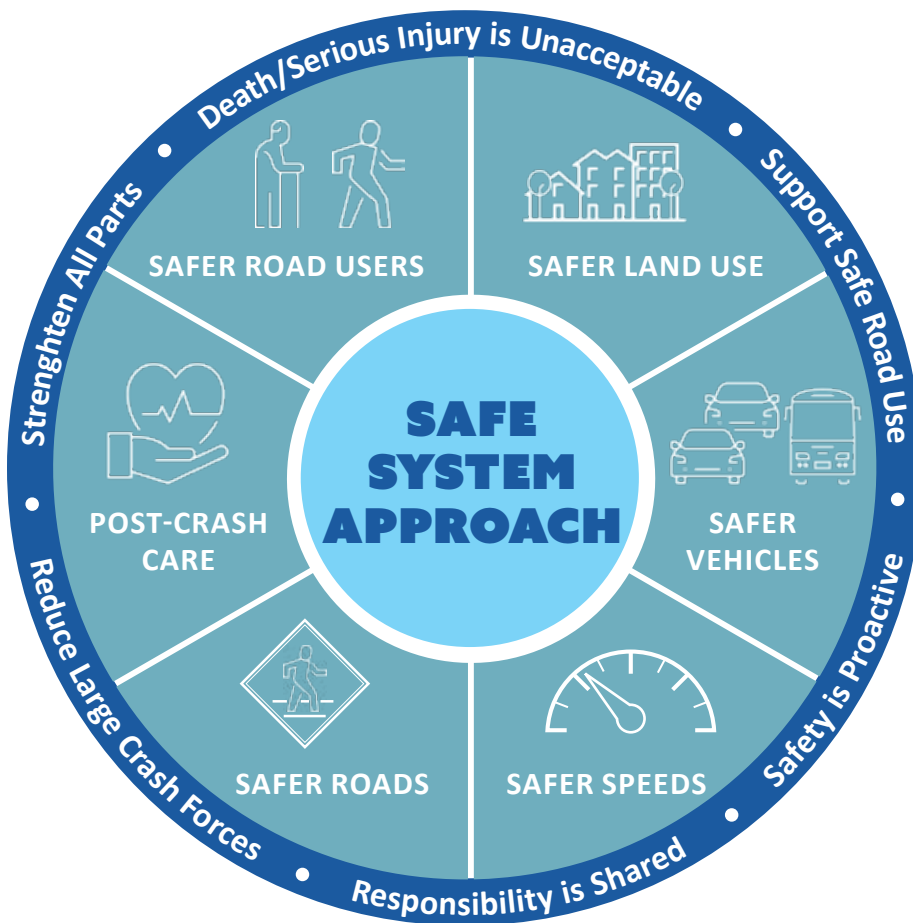 Death/Serious Injury is Unacceptable
Support Safe Road Use
Safety is Proactive
Responsibility is Shared
Reduce Large Crash Forces
Strenghten All Parts
SAFER ROAD USERS
SAFER LAND USE
SAFE
SYSTEM
APPROACH
POST-CRASH
CARE
SAFER
VEHICLES
SAFER ROADS
SAFER SPEEDS